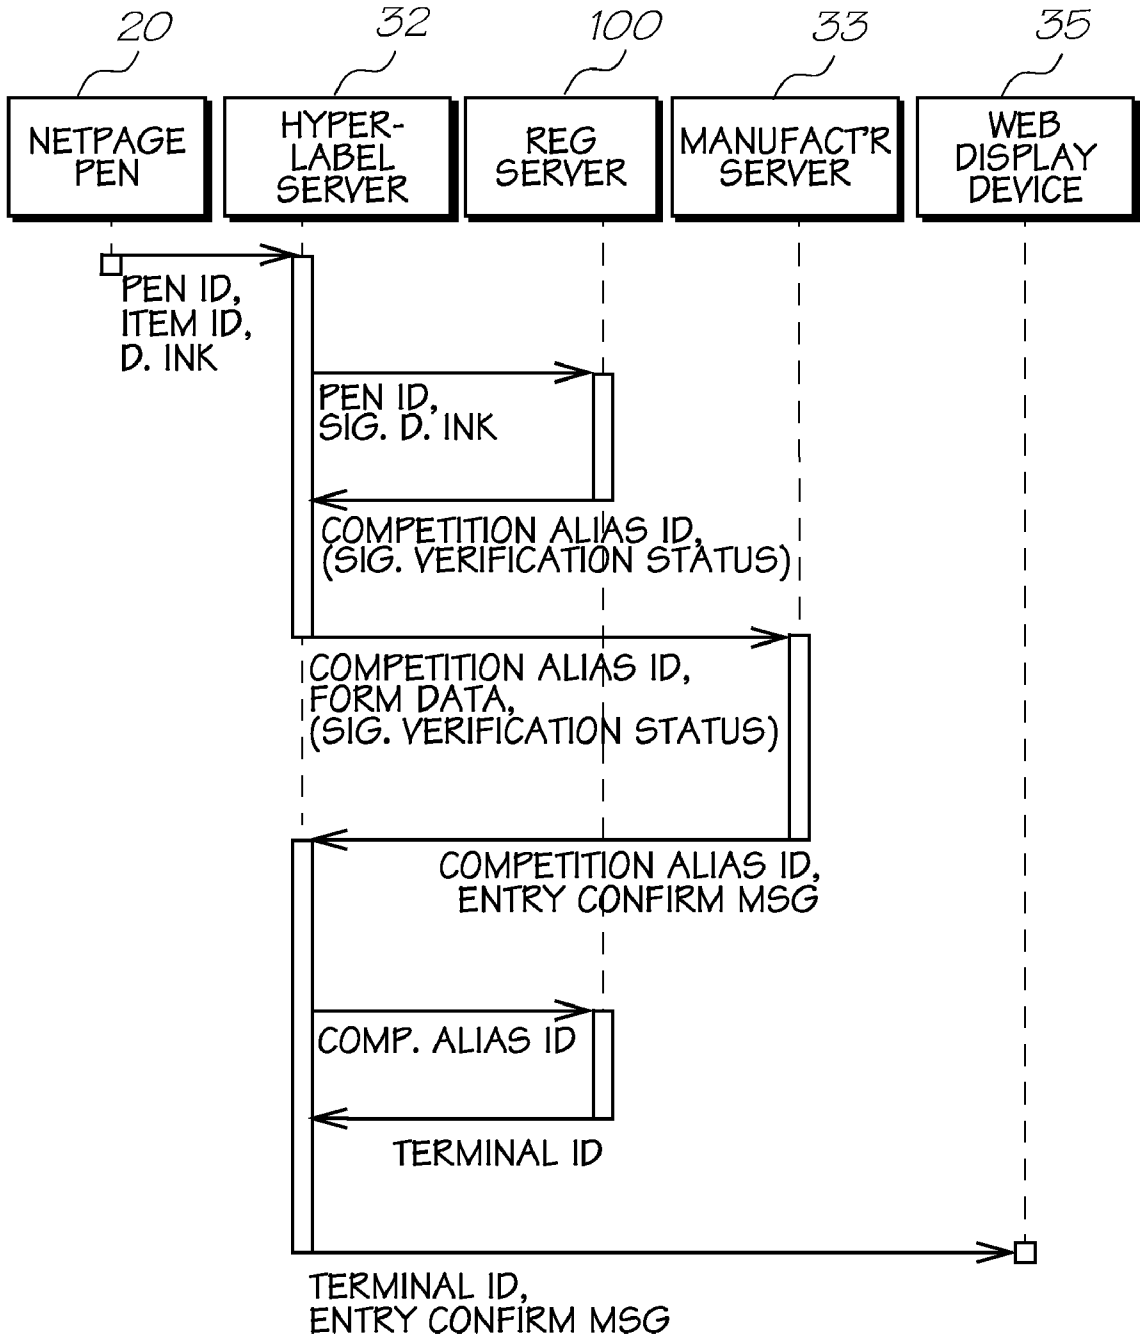 20
32
100
33
35
NETPAGE
PEN
HYPER-
LABEL
SERVER
REG
SERVER
MANUFACT'R
SERVER
WEB
DISPLAY
DEVICE
PEN ID,
ITEM ID,
D. INK
PEN ID,
SIG. D. INK
COMPETITION ALIAS ID,
(SIG. VERIFICATION STATUS)
COMPETITION ALIAS ID,
FORM DATA,
(SIG. VERIFICATION STATUS)
COMPETITION ALIAS ID,
ENTRY CONFIRM MSG
COMP. ALIAS ID
TERMINAL ID
TERMINAL ID,
ENTRY CONFIRM MSG